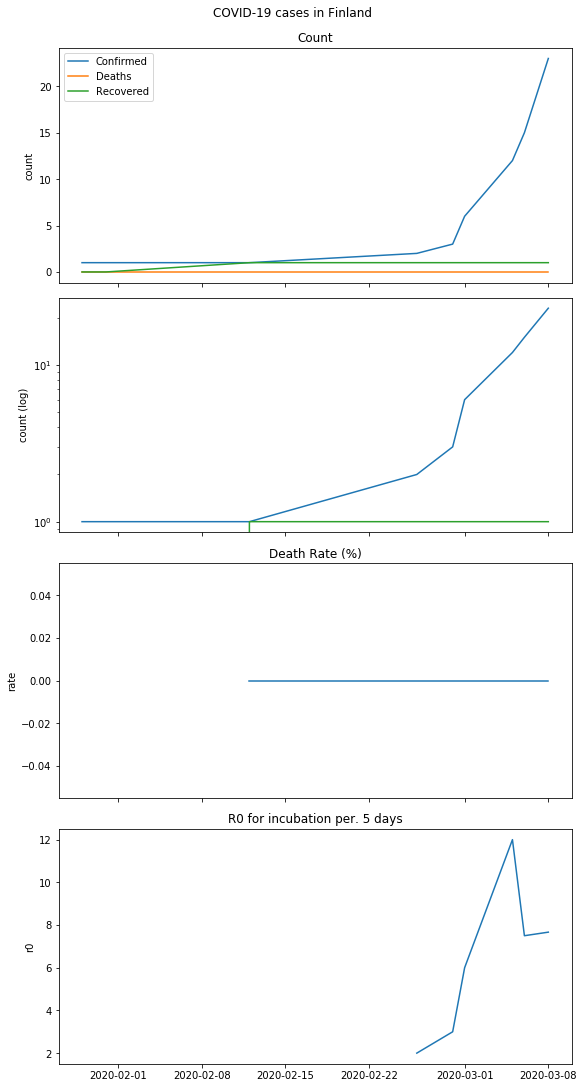 COVID-19 cases in Finland
Count
Confirmed
Deaths
Recovered
count
20
15
10
5
0
count (log)
10¹
10⁰
Death Rate (%)
rate
0.04
0.02
0.00
−0.02
−0.04
R0 for incubation per. 5 days
r0
12
10
8
6
4
2
2020-02-01 2020-02-08 2020-02-15 2020-02-22 2020-03-01 2020-03-08